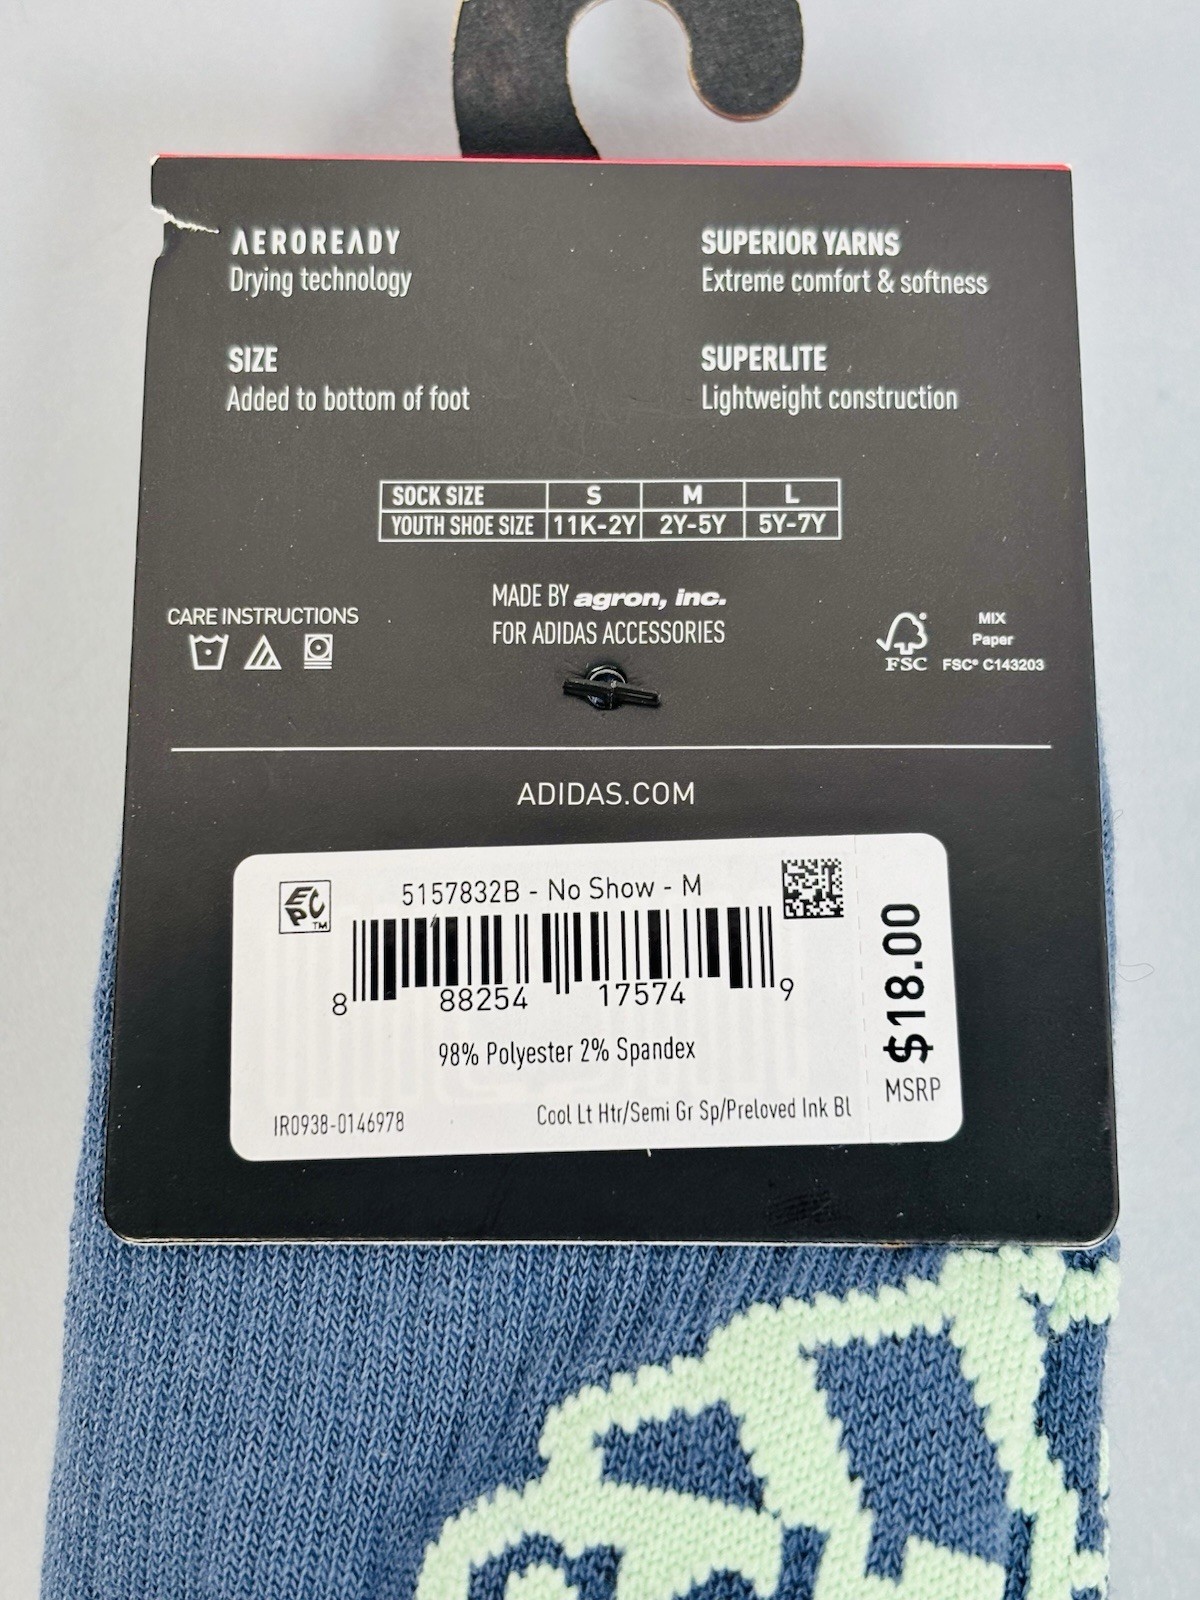 AEROREADY
Drying technology
SUPERIOR YARNS
Extreme comfort & softness
SIZE
Added to bottom of foot
SUPERLITE
Lightweight construction
SOCK SIZE S M L
YOUTH SHOE SIZE 11K-2Y 2Y-5Y 5Y-7Y
MADE BY agron, inc.
FOR ADIDAS ACCESSORIES
CARE INSTRUCTIONS
FSC
MIX
Paper
FSC® C143203
ADIDAS.COM
EPC™
5157832B - No Show - M
8 88254 17574 9
98% Polyester 2% Spandex
IR0938-0146978
Cool Lt Htr/Semi Gr Sp/Preloved Ink Bl
$18.00
MSRP